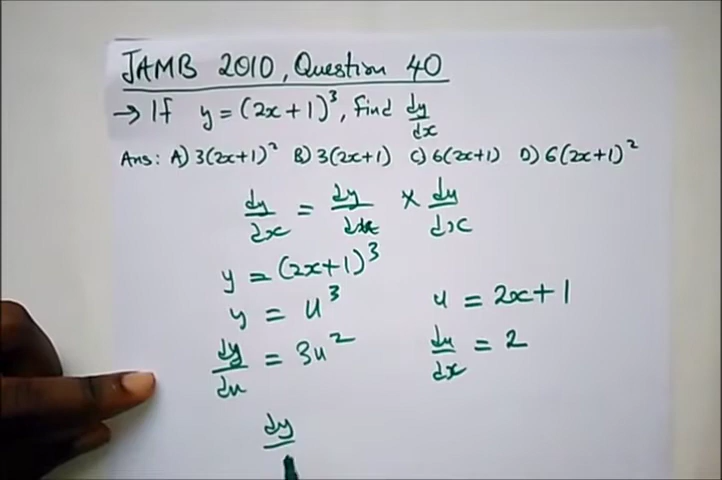 JAMB 2010, Question 40
→ If y = (2x+1)³, find dy/dx
Ans: A) 3(2x+1)² B) 3(2x+1) C) 6(2x+1) D) 6(2x+1)²
dy/dx = dy/du × dy/dx
y = (2x+1)³
y = u³ u = 2x+1
dy/du = 3u² du/dx = 2
dy